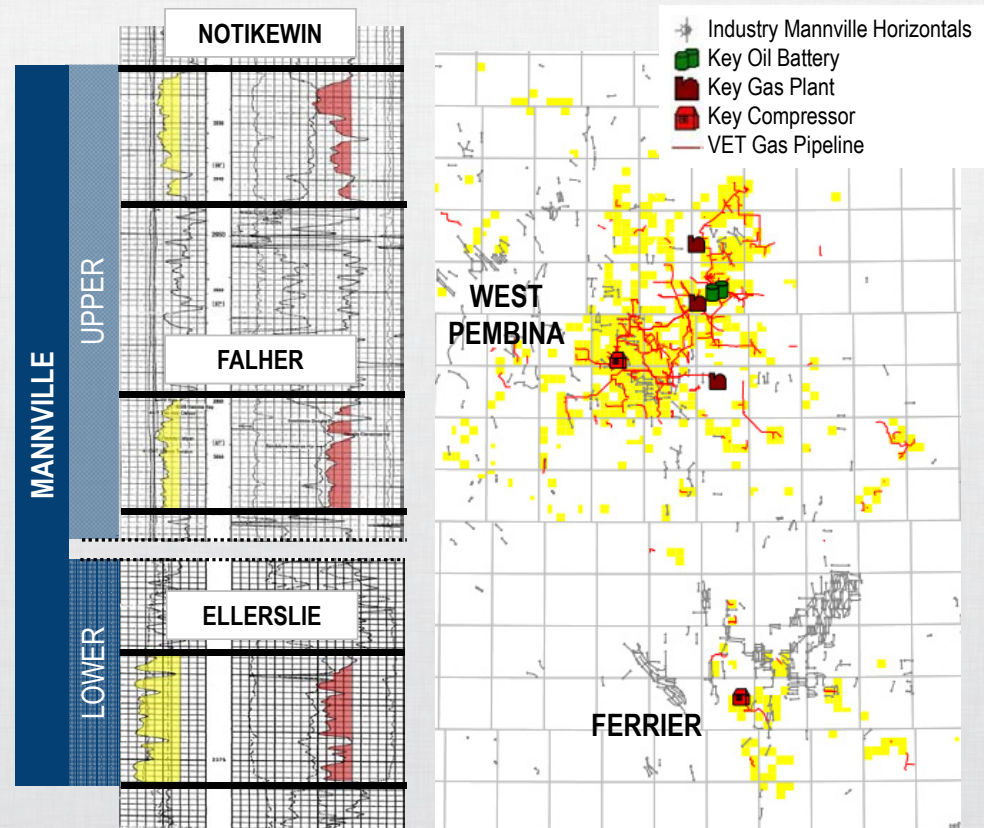 NOTIKEWIN
FALHER
ELLERSLIE
MANNVILLE
UPPER
LOWER
Industry Mannville Horizontals
Key Oil Battery
Key Gas Plant
Key Compressor
VET Gas Pipeline
WEST
PEMBINA
FERRIER